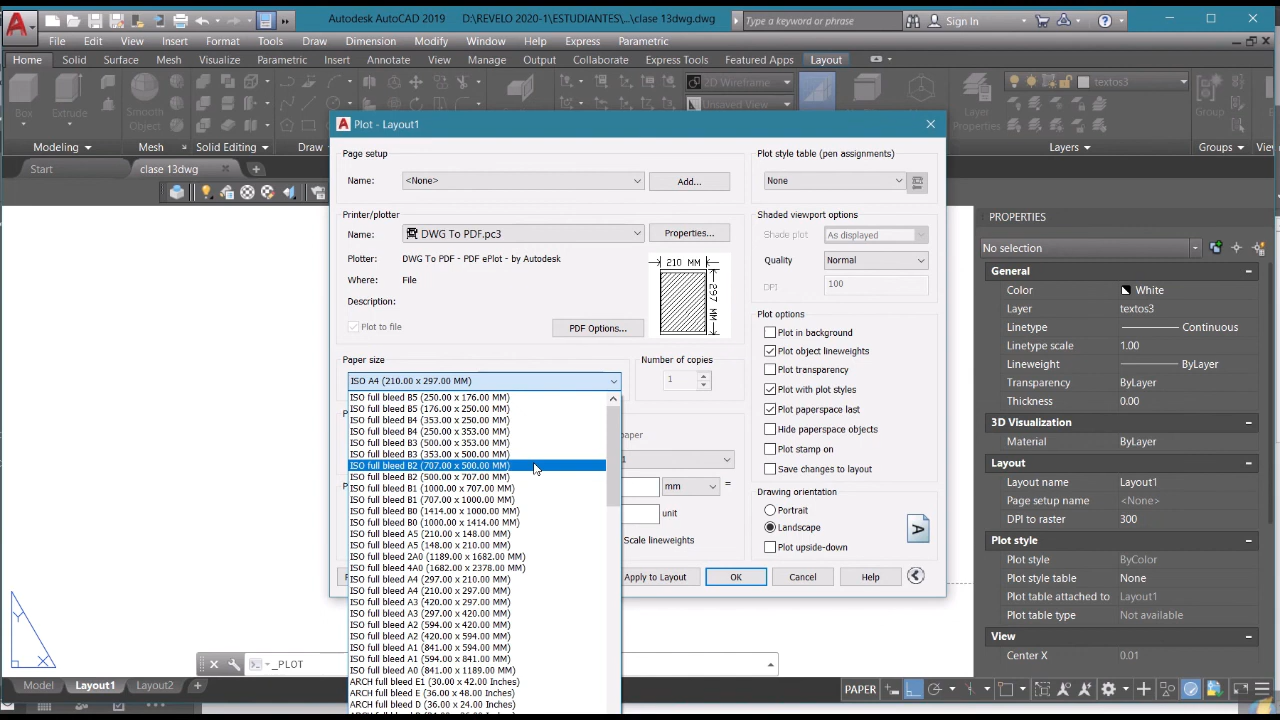 Autodesk AutoCAD 2019 D:\REVELO 2020-1\ESTUDIANTES\...\clase 13dwg.dwg
Type a keyword or phrase
Sign In
File Edit View Insert Format Tools Draw Dimension Modify Window Help Express Parametric
Home Solid Surface Mesh Visualize Parametric Insert Annotate View Manage Output Collaborate Express Tools Featured Apps Layout
Box Extrude Smooth Object
2D Wireframe
Unsaved View
textos3
Layer Properties
Group
Modeling Mesh Solid Editing Draw Layers Groups View
Start clase 13dwg
Plot - Layout1
Page setup
Name: <None> Add...
Plot style table (pen assignments)
None
Printer/plotter
Name: DWG To PDF.pc3 Properties...
Plotter: DWG To PDF - PDF ePlot - by Autodesk
Where: File
Description:
Plot to file
PDF Options...
210 MM
297 MM
Shaded viewport options
Shade plot As displayed
Quality Normal
DPI 100
Paper size
ISO A4 (210.00 x 297.00 MM)
Number of copies
1
ISO full bleed B5 (250.00 x 176.00 MM)
ISO full bleed B5 (176.00 x 250.00 MM)
ISO full bleed B4 (353.00 x 250.00 MM)
ISO full bleed B4 (250.00 x 353.00 MM)
ISO full bleed B3 (500.00 x 353.00 MM)
ISO full bleed B3 (353.00 x 500.00 MM)
ISO full bleed B2 (707.00 x 500.00 MM)
ISO full bleed B2 (500.00 x 707.00 MM)
ISO full bleed B1 (1000.00 x 707.00 MM)
ISO full bleed B1 (707.00 x 1000.00 MM)
ISO full bleed B0 (1414.00 x 1000.00 MM)
ISO full bleed B0 (1000.00 x 1414.00 MM)
ISO full bleed A5 (210.00 x 148.00 MM)
ISO full bleed A5 (148.00 x 210.00 MM)
ISO full bleed 2A0 (1189.00 x 1682.00 MM)
ISO full bleed 4A0 (1682.00 x 2378.00 MM)
ISO full bleed A4 (297.00 x 210.00 MM)
ISO full bleed A4 (210.00 x 297.00 MM)
ISO full bleed A3 (420.00 x 297.00 MM)
ISO full bleed A3 (297.00 x 420.00 MM)
ISO full bleed A2 (594.00 x 420.00 MM)
ISO full bleed A2 (420.00 x 594.00 MM)
ISO full bleed A1 (841.00 x 594.00 MM)
ISO full bleed A1 (594.00 x 841.00 MM)
ISO full bleed A0 (841.00 x 1189.00 MM)
ARCH full bleed E1 (30.00 x 42.00 Inches)
ARCH full bleed E (36.00 x 48.00 Inches)
ARCH full bleed D (36.00 x 24.00 Inches)
paper
1
mm =
unit
Scale lineweights
Plot options
Plot in background
Plot object lineweights
Plot transparency
Plot with plot styles
Plot paperspace last
Hide paperspace objects
Plot stamp on
Save changes to layout
Drawing orientation
Portrait
Landscape
Plot upside-down
A
Apply to Layout OK Cancel Help
PROPERTIES
No selection
General
Color White
Layer textos3
Linetype Continuous
Linetype scale 1.00
Lineweight ByLayer
Transparency ByLayer
Thickness 0.00
3D Visualization
Material ByLayer
Layout
Layout name Layout1
Page setup name <None>
DPI to raster 300
Plot style
Plot style ByColor
Plot style table None
Plot table attached to Layout1
Plot table type Not available
View
Center X 0.01
Y
X
_PLOT
Model Layout1 Layout2 +
PAPER